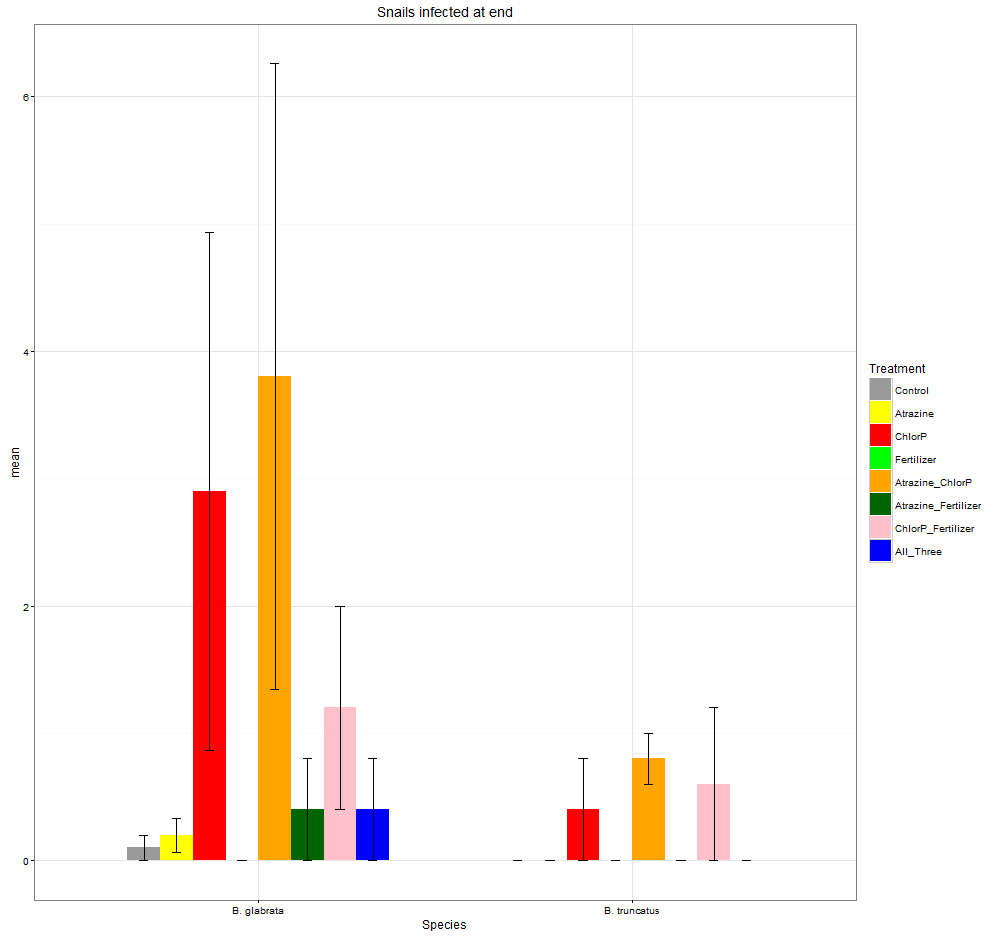 Snails infected at end
6
4
2
0
mean
B. glabrata
B. truncatus
Species
Treatment
Control
Atrazine
ChlorP
Fertilizer
Atrazine_ChlorP
Atrazine_Fertilizer
ChlorP_Fertilizer
All_Three